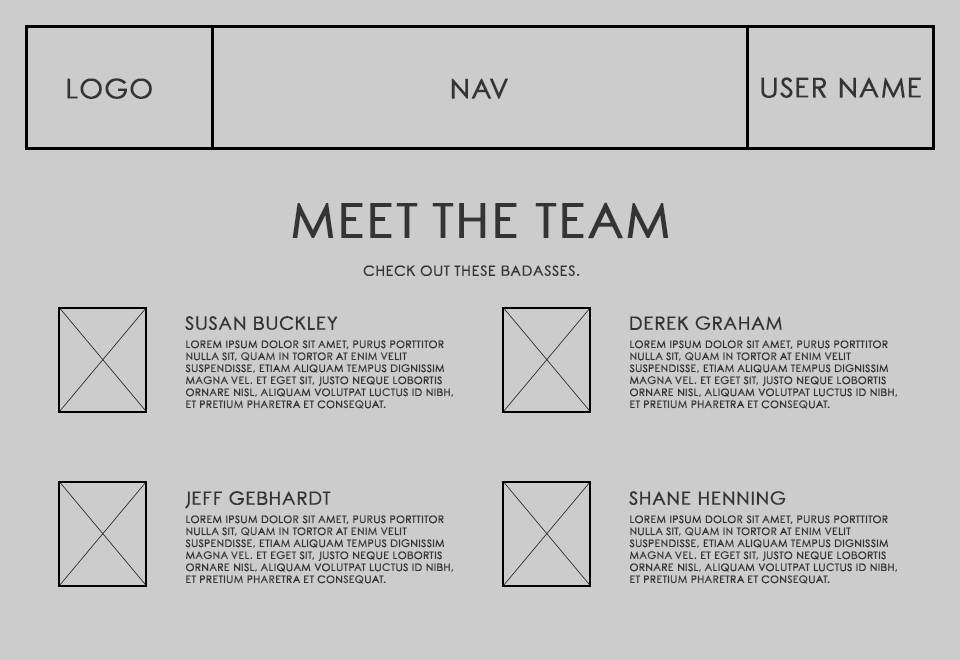 LOGO
NAV
USER NAME
MEET THE TEAM
CHECK OUT THESE BADASSES.
SUSAN BUCKLEY
LOREM IPSUM DOLOR SIT AMET, PURUS PORTTITOR
NULLA SIT, QUAM IN TORTOR AT ENIM VELIT
SUSPENDISSE, ETIAM ALIQUAM TEMPUS DIGNISSIM
MAGNA VEL. ET EGET SIT, JUSTO NEQUE LOBORTIS
ORNARE NISL, ALIQUAM VOLUTPAT LUCTUS ID NIBH,
ET PRETIUM PHARETRA ET CONSEQUAT.
DEREK GRAHAM
LOREM IPSUM DOLOR SIT AMET, PURUS PORTTITOR
NULLA SIT, QUAM IN TORTOR AT ENIM VELIT
SUSPENDISSE, ETIAM ALIQUAM TEMPUS DIGNISSIM
MAGNA VEL. ET EGET SIT, JUSTO NEQUE LOBORTIS
ORNARE NISL, ALIQUAM VOLUTPAT LUCTUS ID NIBH,
ET PRETIUM PHARETRA ET CONSEQUAT.
JEFF GEBHARDT
LOREM IPSUM DOLOR SIT AMET, PURUS PORTTITOR
NULLA SIT, QUAM IN TORTOR AT ENIM VELIT
SUSPENDISSE, ETIAM ALIQUAM TEMPUS DIGNISSIM
MAGNA VEL. ET EGET SIT, JUSTO NEQUE LOBORTIS
ORNARE NISL, ALIQUAM VOLUTPAT LUCTUS ID NIBH,
ET PRETIUM PHARETRA ET CONSEQUAT.
SHANE HENNING
LOREM IPSUM DOLOR SIT AMET, PURUS PORTTITOR
NULLA SIT, QUAM IN TORTOR AT ENIM VELIT
SUSPENDISSE, ETIAM ALIQUAM TEMPUS DIGNISSIM
MAGNA VEL. ET EGET SIT, JUSTO NEQUE LOBORTIS
ORNARE NISL, ALIQUAM VOLUTPAT LUCTUS ID NIBH,
ET PRETIUM PHARETRA ET CONSEQUAT.